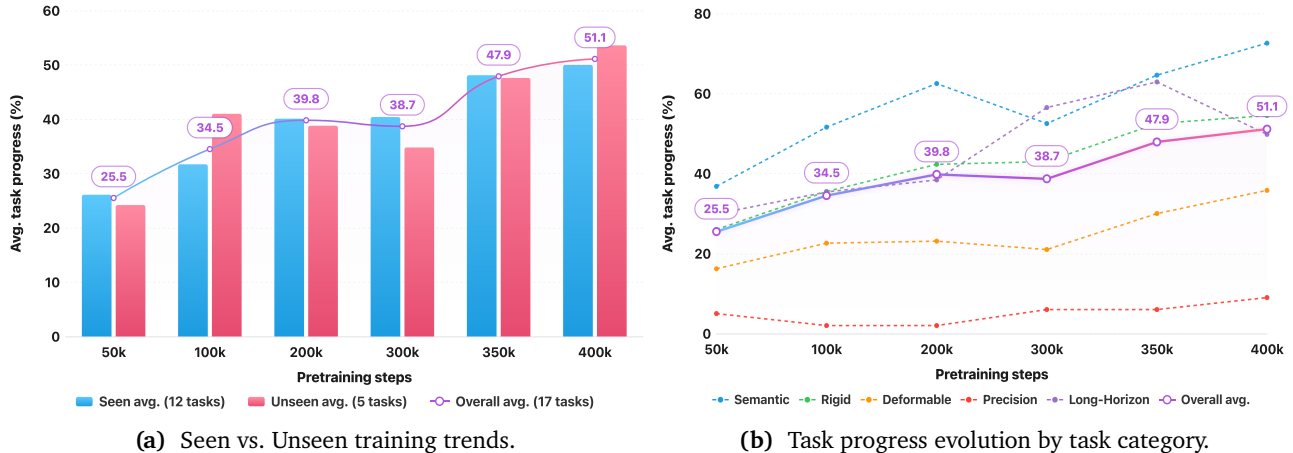 60
50
40
30
20
10
0
Avg. task progress (%)
25.5
34.5
39.8
38.7
47.9
51.1
50k 100k 200k 300k 350k 400k
Pretraining steps
Seen avg. (12 tasks) Unseen avg. (5 tasks) Overall avg. (17 tasks)
(a) Seen vs. Unseen training trends.
80
60
40
20
0
Avg. task progress (%)
25.5
34.5
39.8
38.7
47.9
51.1
50k 100k 200k 300k 350k 400k
Pretraining steps
Semantic Rigid Deformable Precision Long-Horizon Overall avg.
(b) Task progress evolution by task category.